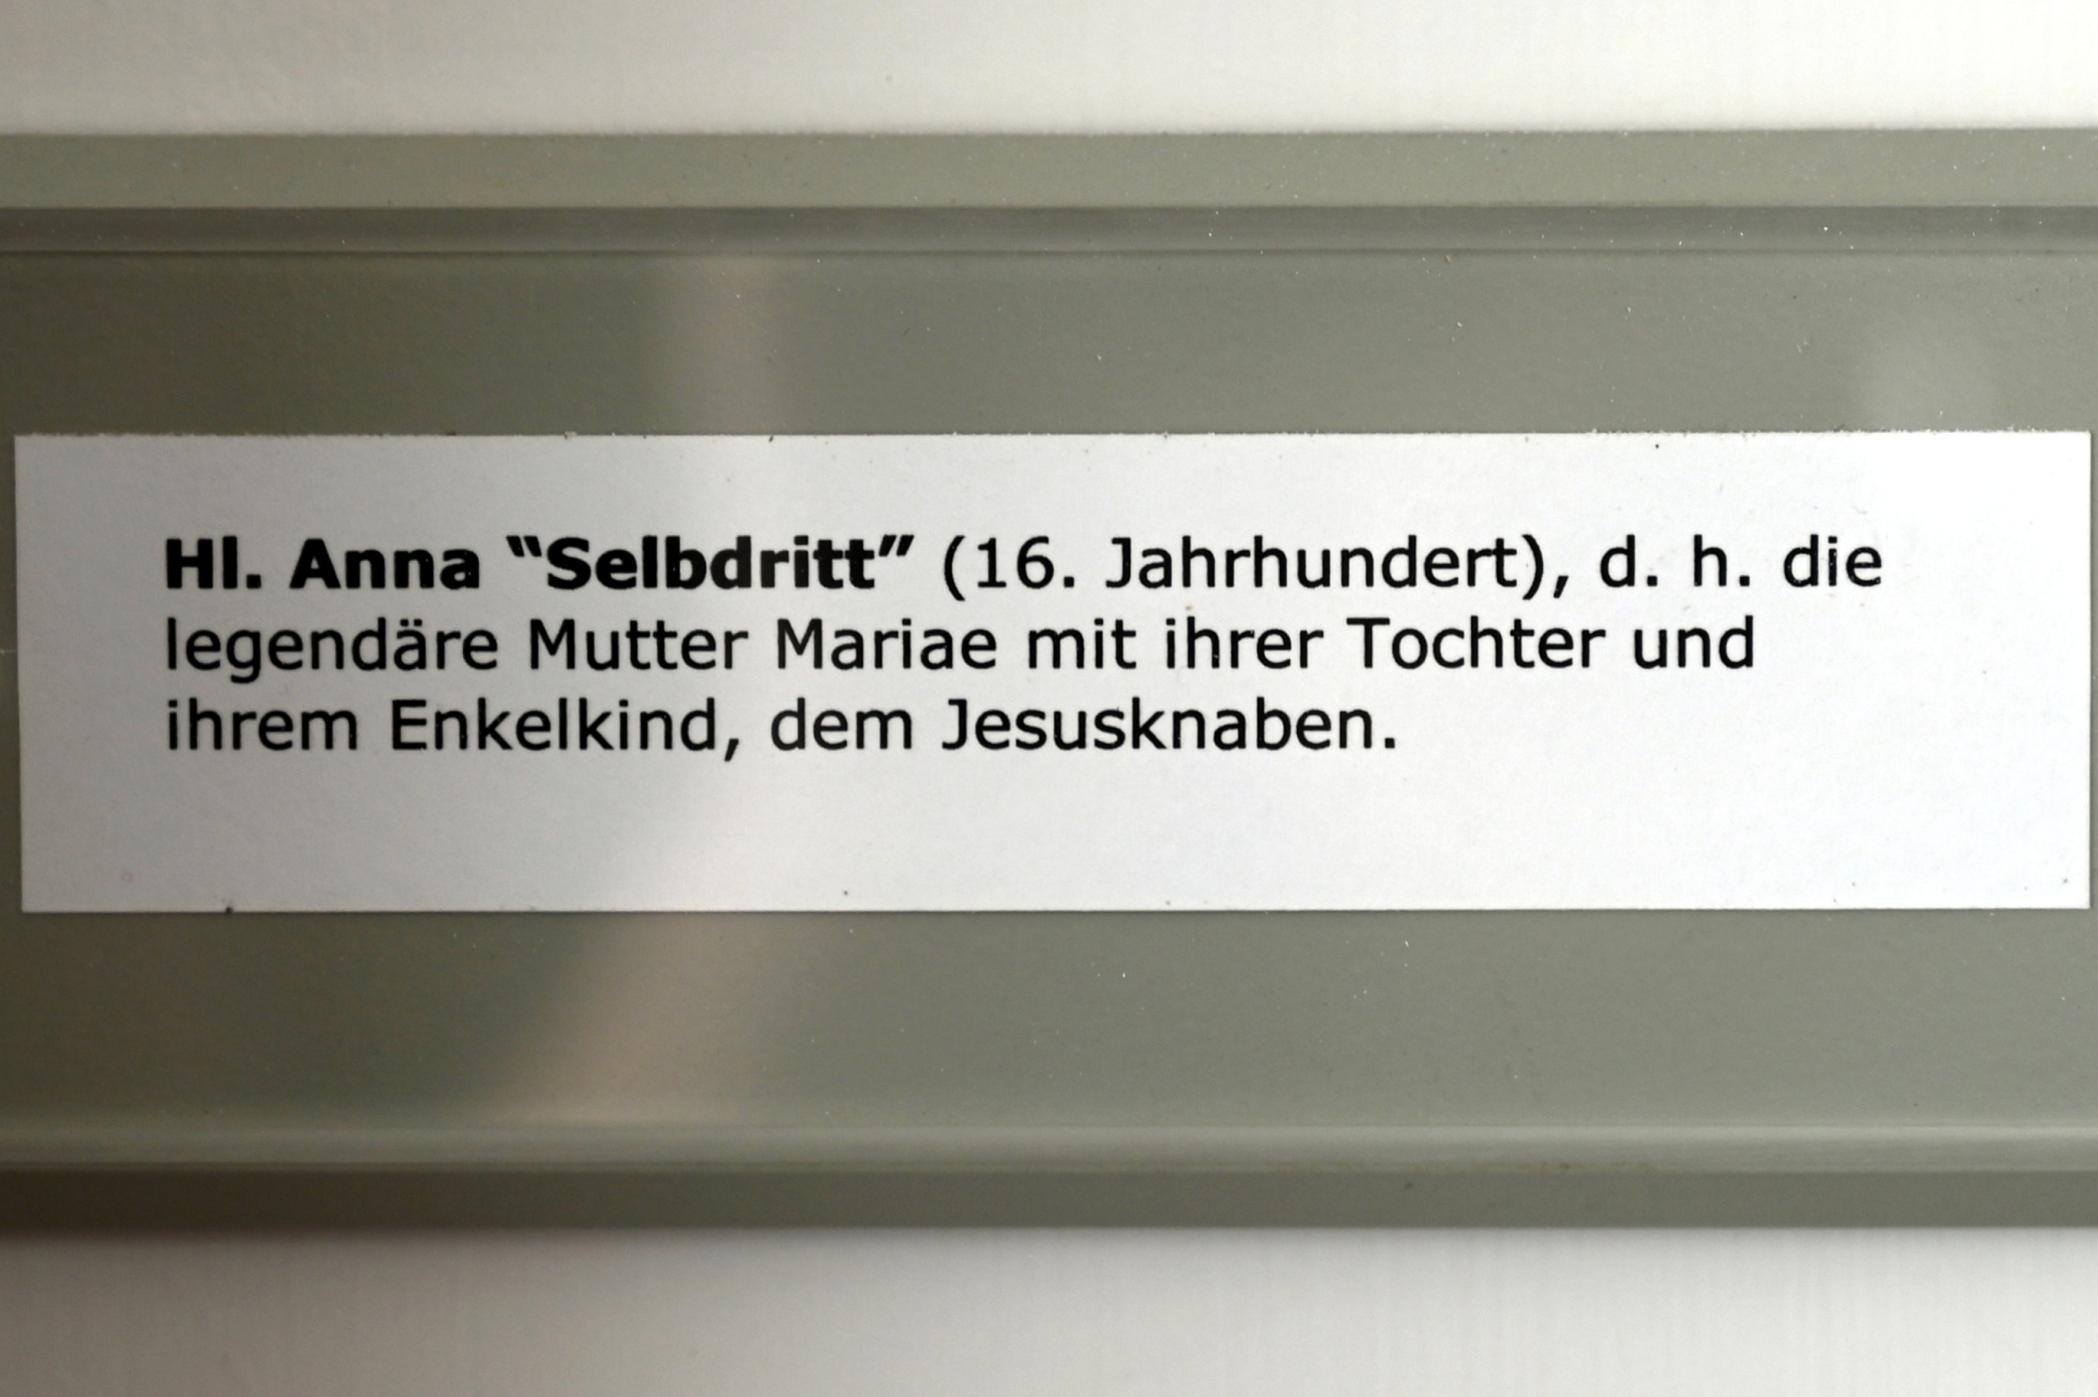 Hl. Anna “Selbdritt” (16. Jahrhundert), d. h. die
legendäre Mutter Mariae mit ihrer Tochter und
ihrem Enkelkind, dem Jesusknaben.